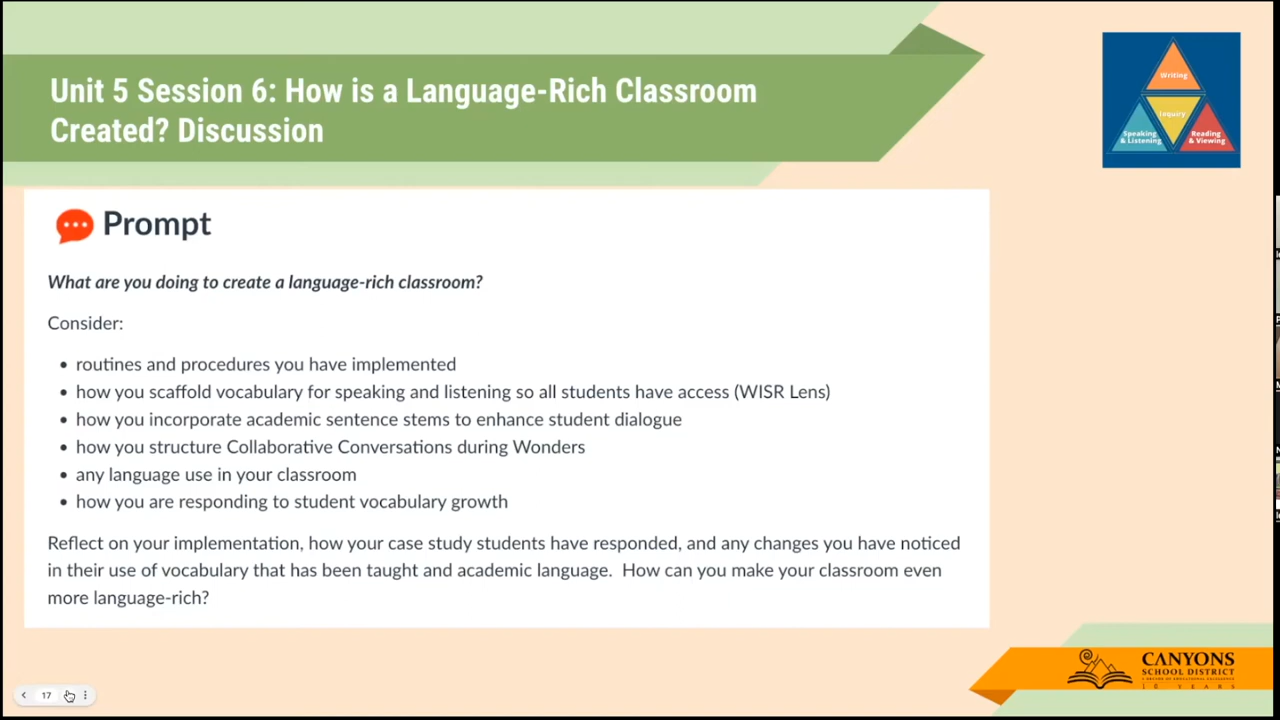 Unit 5 Session 6: How is a Language-Rich Classroom
Created? Discussion
Writing
Inquiry
Speaking
& Listening
Reading
& Viewing
Prompt
What are you doing to create a language-rich classroom?
Consider:
• routines and procedures you have implemented
• how you scaffold vocabulary for speaking and listening so all students have access (WISR Lens)
• how you incorporate academic sentence stems to enhance student dialogue
• how you structure Collaborative Conversations during Wonders
• any language use in your classroom
• how you are responding to student vocabulary growth
Reflect on your implementation, how your case study students have responded, and any changes you have noticed
in their use of vocabulary that has been taught and academic language. How can you make your classroom even
more language-rich?
CANYONS
SCHOOL DISTRICT
10 YEARS
17